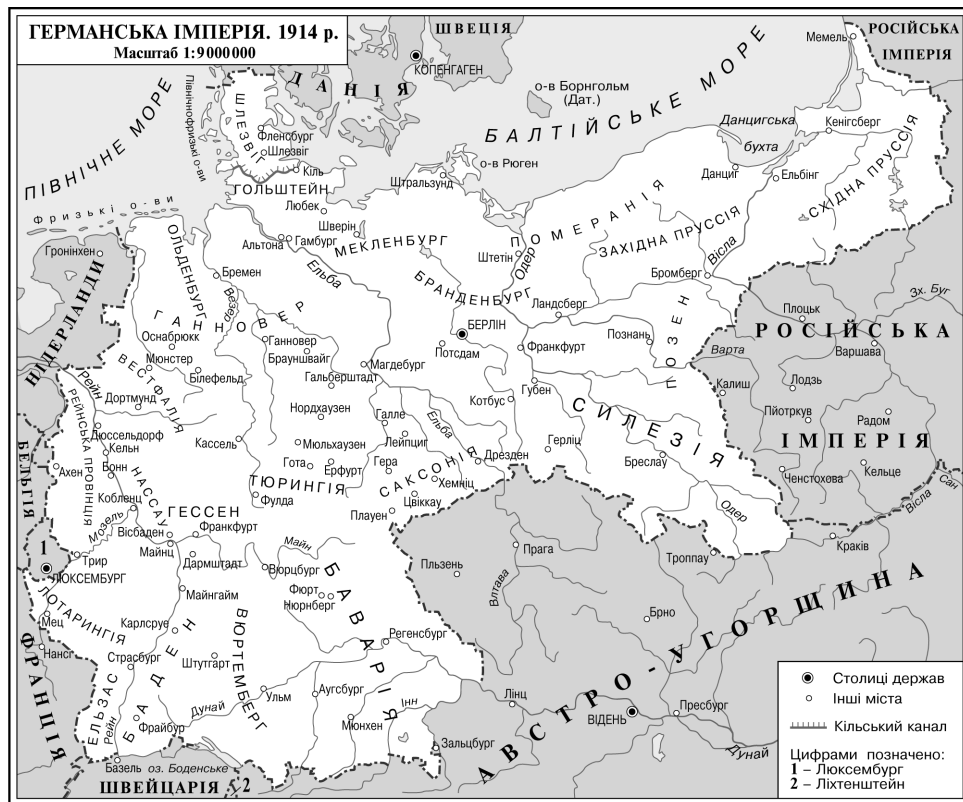 ГЕРМАНСЬКА ІМПЕРІЯ. 1914 р.
Масштаб 1:9 000 000
ШВЕЦІЯ
РОСІЙСЬКА
ІМПЕРІЯ
Мемель
КОПЕНГАГЕН
ДАНІЯ
о-в Борнгольм
(Дат.)
БАЛТІЙСЬКЕ МОРЕ
ПІВНІЧНЕ МОРЕ
Північнофризькі о-ви
ШЛЕЗВІГ
Фленсбург
Шлезвіг
Данцигська
бухта
Кенігсберг
о-в Рюген
Кіль
Штральзунд
ГОЛЬШТЕЙН
Данциг
Ельбінг
СХІДНА ПРУССІЯ
Фризькі о-ви
Любек
Шверін
Альтона
Гамбург
МЕКЛЕНБУРГ
ПОМЕРАНІЯ
ЗАХІДНА ПРУССІЯ
Гронінхен
ОЛЬДЕНБУРГ
Бремен
Ельба
Штетін
Одер
Вісла
Бромберг
НІДЕРЛАНДИ
Везер
БРАНДЕНБУРГ
Ландсберг
Плоцьк
Зх. Буг
ГАННОВЕР
БЕРЛІН
РОСІЙСЬКА
Оснабрюкк
Ганновер
Брауншвайг
Потсдам
Франкфурт
Познань
ПОЗЕН
Варта
Варшава
Мюнстер
ВЕСТФАЛІЯ
Білефельд
Гальберштадт
Магдебург
Губен
Калиш
Лодзь
Рейн
РЕЙНСЬКА ПРОВІНЦІЯ
Дортмунд
Нордхаузен
Галле
Ельба
Котбус
СИЛЕЗІЯ
Пйотркув
Радом
ІМПЕРІЯ
БЕЛЬГІЯ
Дюссельдорф
Кельн
Кассель
Мюльхаузен
Лейпциг
Герліц
Бреслау
Ахен
Бонн
НАССАУ
Гота
Ерфурт
Гера
Дрезден
САКСОНІЯ
Хемніц
Ченстохова
Кельце
Кобленц
ТЮРИНГІЯ
Фулда
Цвіккау
Плауен
Одер
Вісла
Сан
Мозель
ГЕССЕН
Вісбаден
Франкфурт
Майнц
Майн
Прага
Краків
1
Трир
ЛЮКСЕМБУРГ
Дармштадт
Вюрцбург
Пльзень
Троппау
Влтава
Майнгайм
Фюрт
Нюрнберг
БАВАРІЯ
ЛОТАРИНГІЯ
Мец
Карлсруе
ВЮРТЕМБЕРГ
Брно
АВСТРО-УГОРЩИНА
Нансі
ФРАНЦІЯ
Страсбург
БАДЕН
Штутгарт
Регенсбург
ЕЛЬЗАС
Рейн
Фрайбур
Ульм
Дунай
Аугсбург
Мюнхен
Інн
Лінц
ВІДЕНЬ
Пресбург
Дунай
Зальцбург
Базель
оз. Боденське
ШВЕЙЦАРІЯ
2
Столиці держав
Інші міста
Кільський канал
Цифрами позначено:
1 – Люксембург
2 – Ліхтенштейн